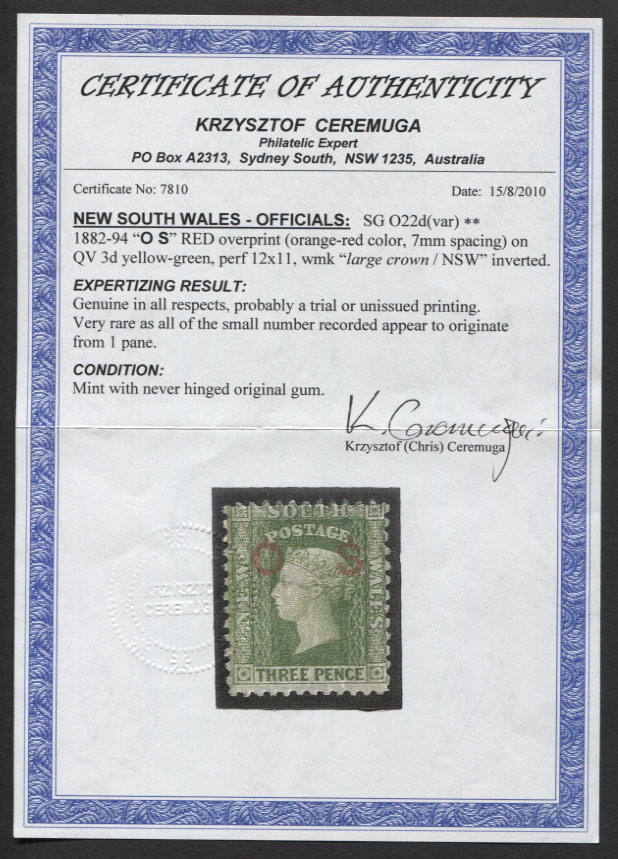 CERTIFICATE OF AUTHENTICITY
KRZYSZTOF CEREMUGA
Philatelic Expert
PO Box A2313, Sydney South, NSW 1235, Australia
Certificate No: 7810 Date: 15/8/2010
NEW SOUTH WALES - OFFICIALS: SG O22d(var) **
1882-94 “O S” RED overprint (orange-red color, 7mm spacing) on
QV 3d yellow-green, perf 12x11, wmk “large crown / NSW” inverted.
EXPERTIZING RESULT:
Genuine in all respects, probably a trial or unissued printing.
Very rare as all of the small number recorded appear to originate
from 1 pane.
CONDITION:
Mint with never hinged original gum.
K. Ceremuga
Krzysztof (Chris) Ceremuga
KRZYSZTO
CEREMUG
NEW
SOUTH
WALES
POSTAGE
O S
THREE PENCE